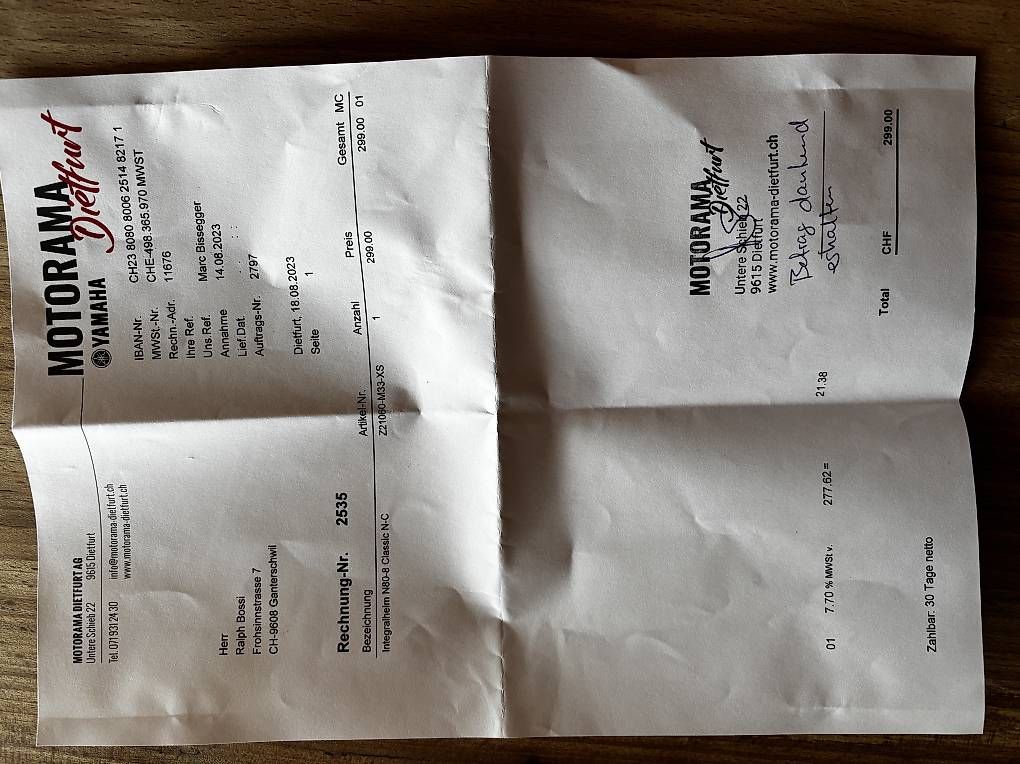 MOTORAMA DIETFURT AG
Untere Schieb 22 9615 Dietfurt
Tel. 071 931 24 30 info@motorama-dietfurt.ch
www.motorama-dietfurt.ch
MOTORAMA
Dietfurt
YAMAHA
IBAN-Nr. CH23 8080 8006 2514 8217 1
MWSt.-Nr. CHE-498.365.970 MWST
Rechn.-Adr. 11676
Ihre Ref.
Uns.Ref. Marc Bissegger
Annahme 14.08.2023
Lief.Dat. . . : :
Auftrags-Nr. 2797
Herr
Ralph Bossi
Frohsinnstrasse 7
CH-9608 Ganterschwil
Dietfurt, 18.08.2023
Seite 1
Rechnung-Nr. 2535
Bezeichnung Artikel-Nr. Anzahl Preis Gesamt MC
Integralhelm N80-8 Classic N-C Z21060-M33-XS 1 299.00 299.00 01
MOTORAMA
Dietfurt
Untere Schieb 22
9615 Dietfurt
www.motorama-dietfurt.ch
Betrag dankend
erhalten
01 7.70 % MWSt v. 277.62 = 21.38
Total CHF 299.00
Zahlbar: 30 Tage netto